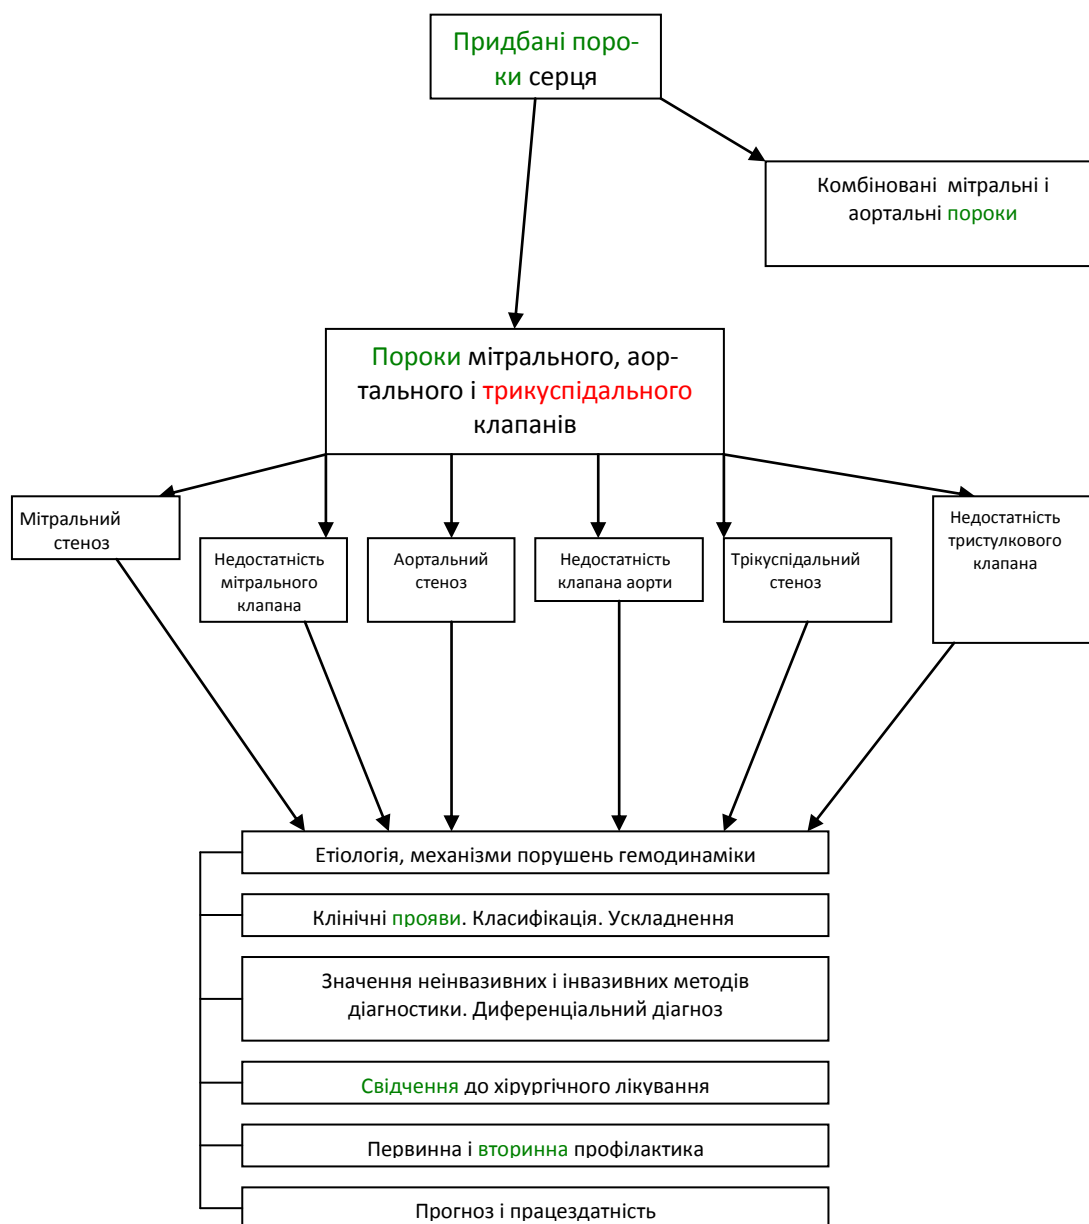 Придбані поро-
ки серця
Комбіновані мітральні і
аортальні пороки
Пороки мітрального, аор-
тального і трикуспідального
клапанів
Мітральний
стеноз
Недостатність
мітрального
клапана
Аортальний
стеноз
Недостатність
клапана аорти
Трікуспідальний
стеноз
Недостатність
тристулкового
клапана
Етіологія, механізми порушень гемодинаміки
Клінічні прояви. Класифікація. Ускладнення
Значення неінвазивних і інвазивних методів
діагностики. Диференціальний діагноз
Свідчення до хірургічного лікування
Первинна і вторинна профілактика
Прогноз і працездатність